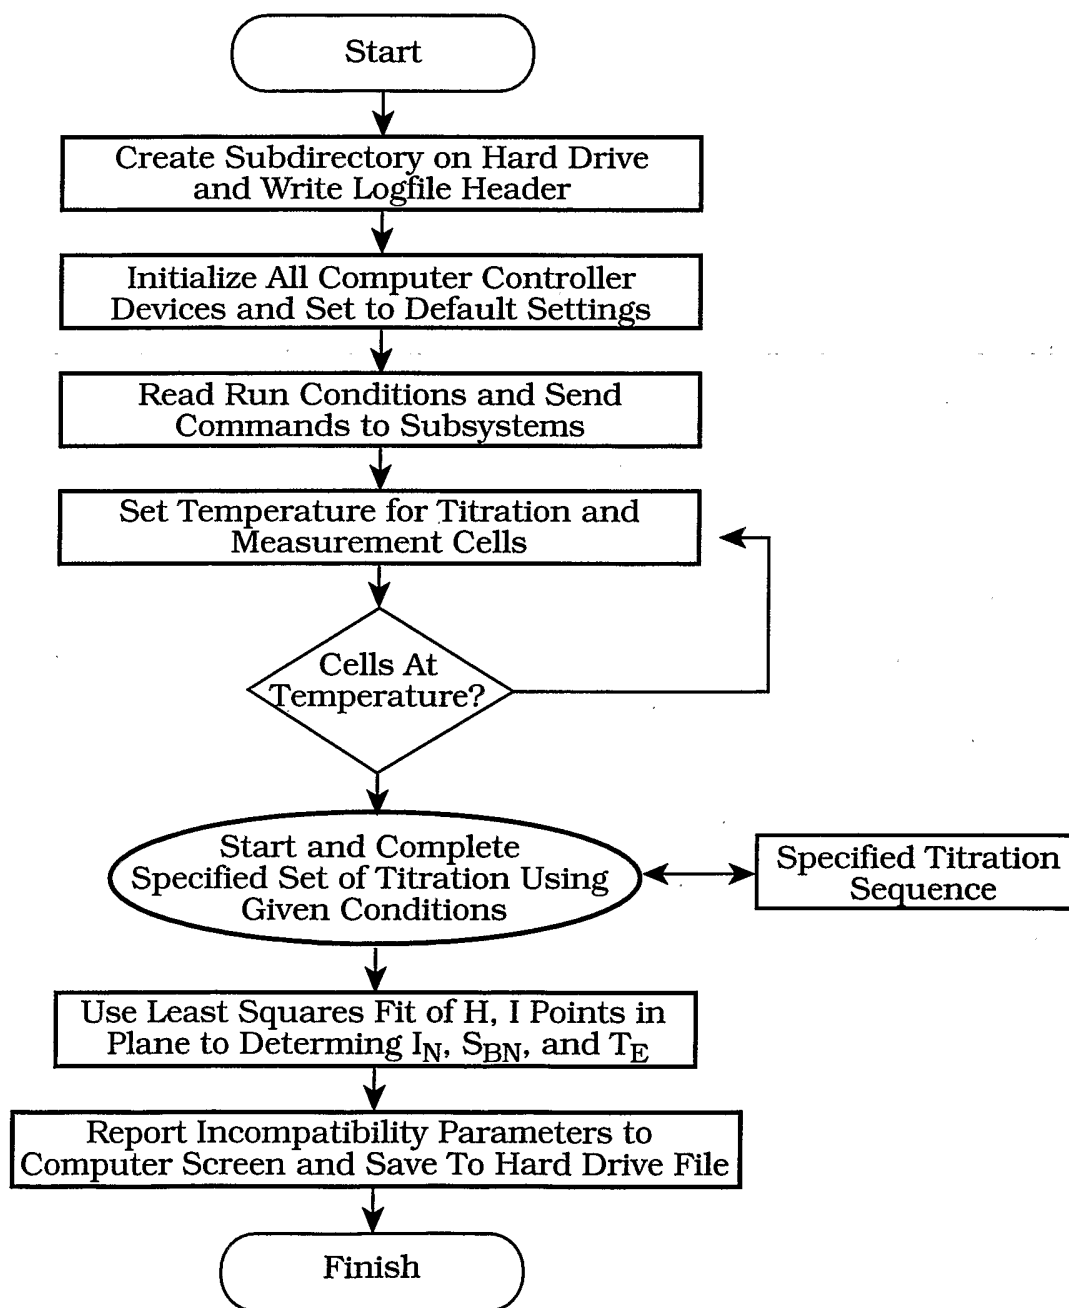 Start
Create Subdirectory on Hard Drive
and Write Logfile Header
Initialize All Computer Controller
Devices and Set to Default Settings
Read Run Conditions and Send
Commands to Subsystems
Set Temperature for Titration and
Measurement Cells
Cells At
Temperature?
Start and Complete
Specified Set of Titration Using
Given Conditions
Specified Titration
Sequence
Use Least Squares Fit of H, I Points in
Plane to Determing I_N, S_BN, and T_E
Report Incompatibility Parameters to
Computer Screen and Save To Hard Drive File
Finish